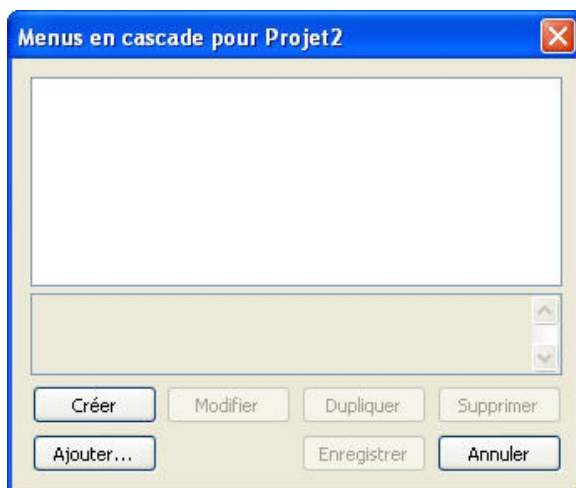 Menus en cascade pour Projet2
Créer Modifier Dupliquer Supprimer
Ajouter... Enregistrer Annuler